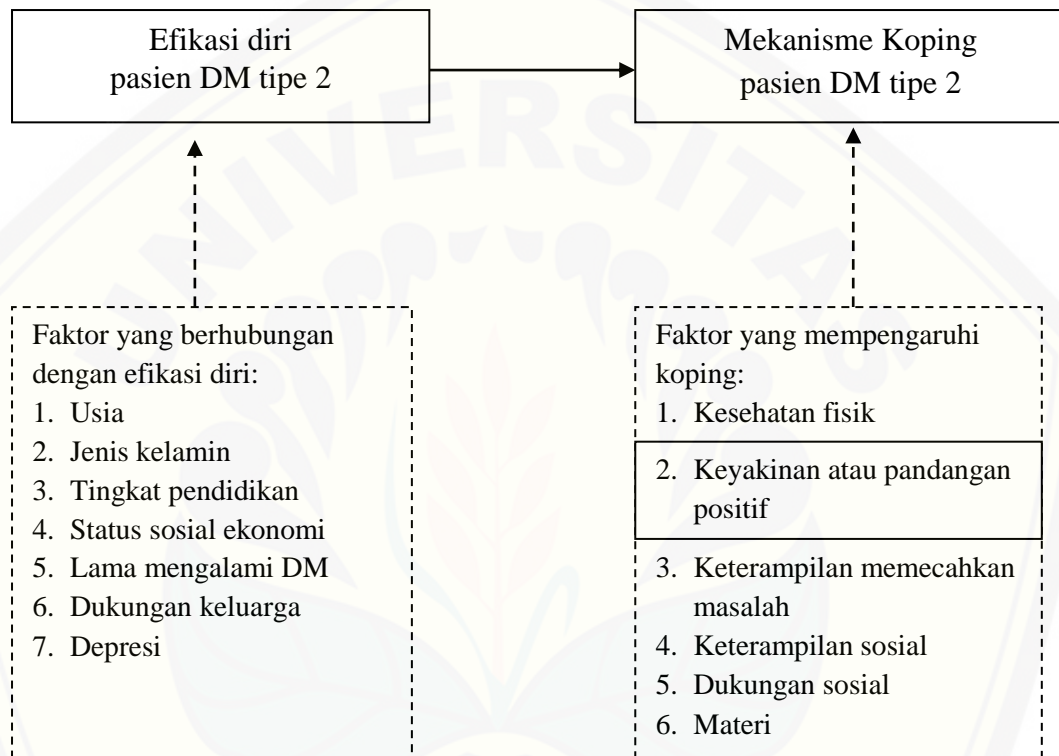 Efikasi diri
pasien DM tipe 2
Mekanisme Koping
pasien DM tipe 2
UNIVERSITAS
Faktor yang berhubungan
dengan efikasi diri:
1. Usia
2. Jenis kelamin
3. Tingkat pendidikan
4. Status sosial ekonomi
5. Lama mengalami DM
6. Dukungan keluarga
7. Depresi
Faktor yang mempengaruhi
koping:
1. Kesehatan fisik
2. Keyakinan atau pandangan
positif
3. Keterampilan memecahkan
masalah
4. Keterampilan sosial
5. Dukungan sosial
6. Materi